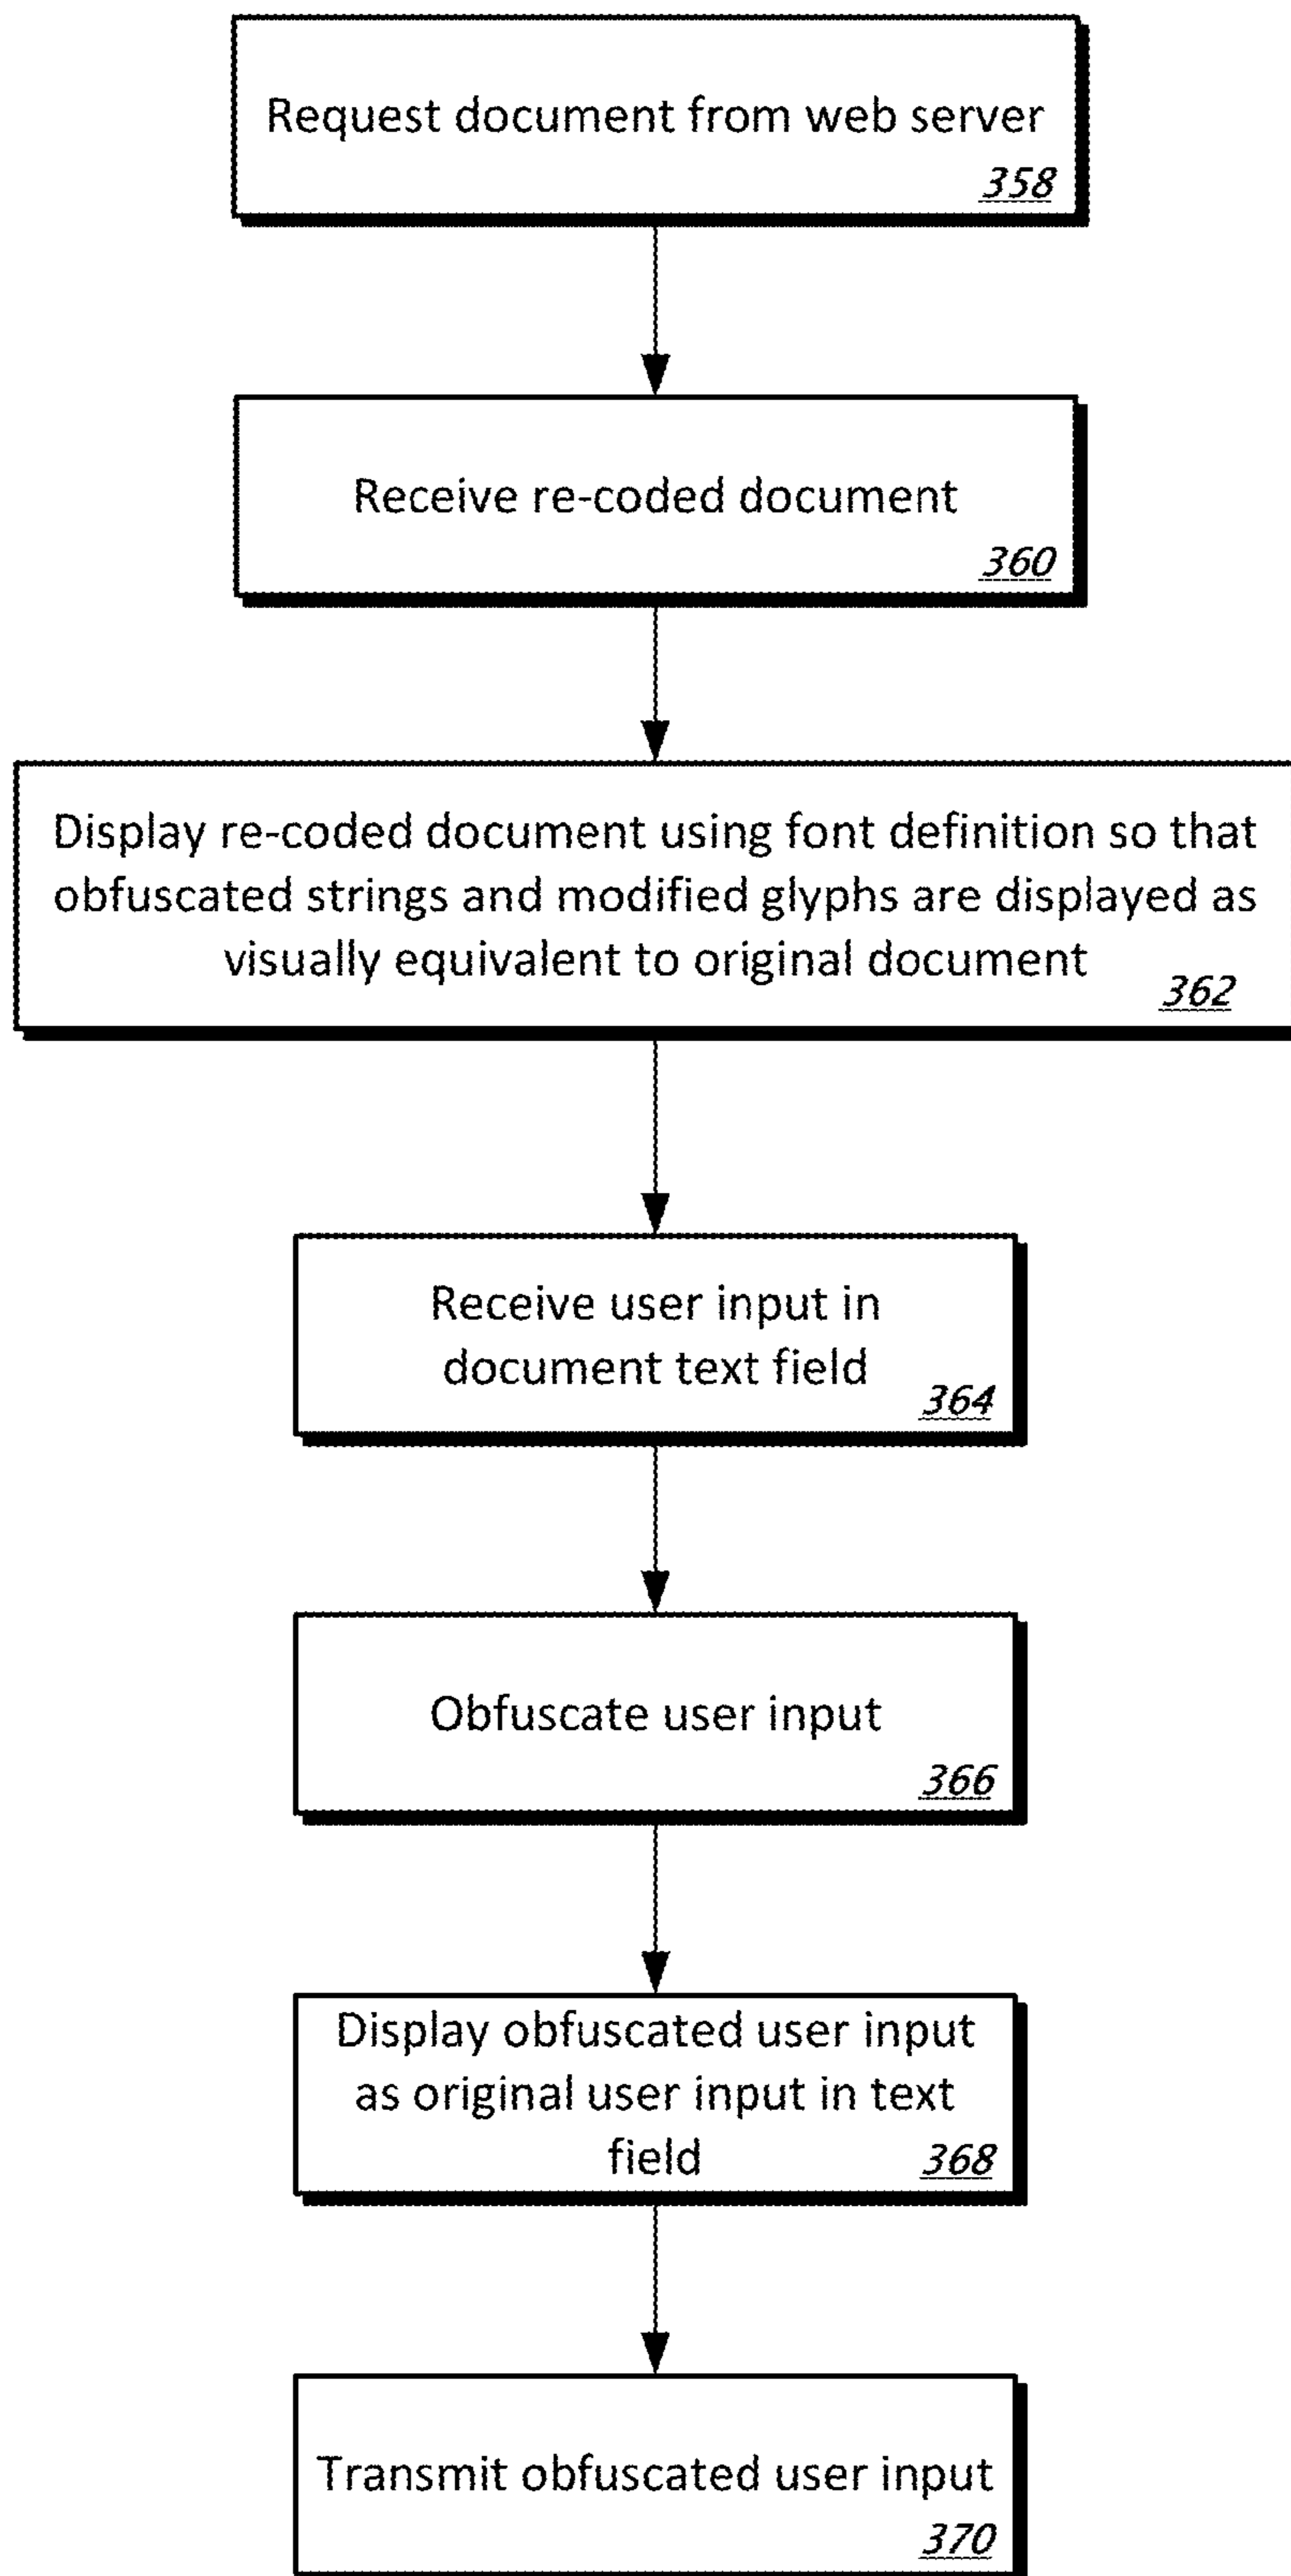 Request document from web server
358
Receive re-coded document
360
Display re-coded document using font definition so that
obfuscated strings and modified glyphs are displayed as
visually equivalent to original document
362
Receive user input in
document text field
364
Obfuscate user input
366
Display obfuscated user input
as original user input in text
field
368
Transmit obfuscated user input
370